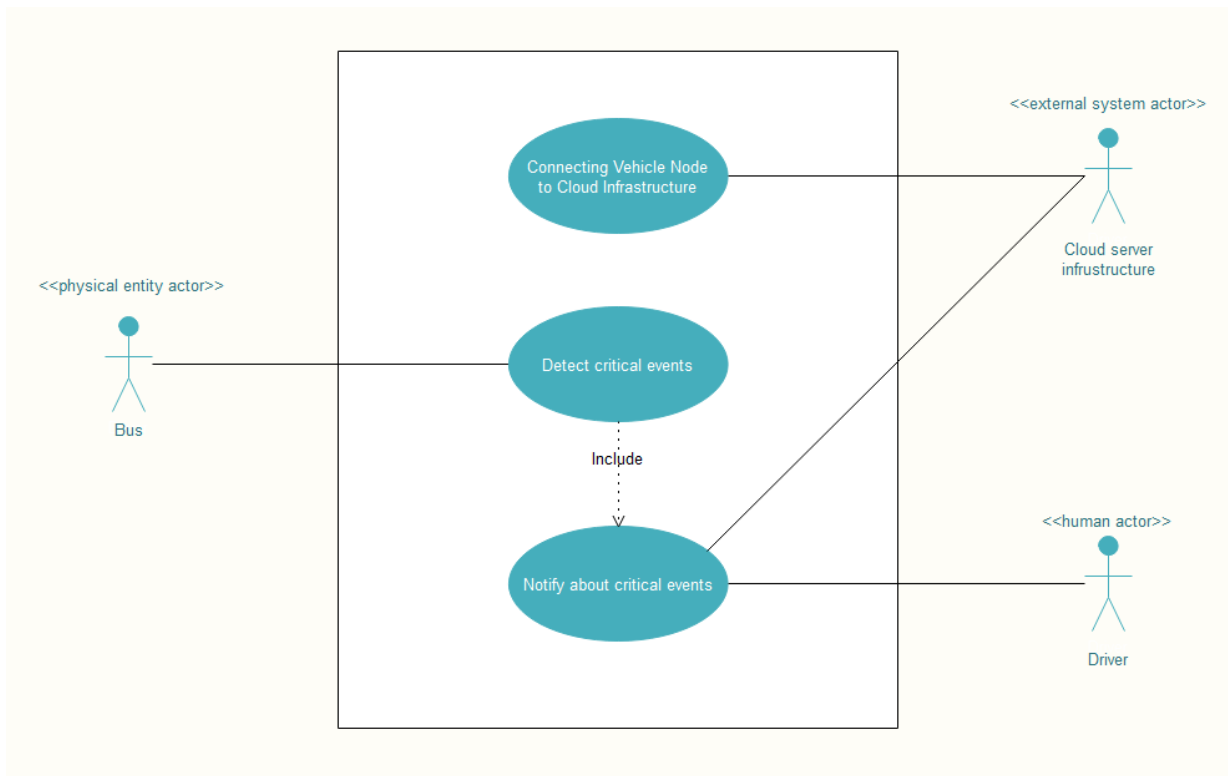 <<external system actor>>
Connecting Vehicle Node
to Cloud Infrastructure
Cloud server
infrustructure
<<physical entity actor>>
Detect critical events
Bus
Include
<<human actor>>
Notify about critical events
Driver